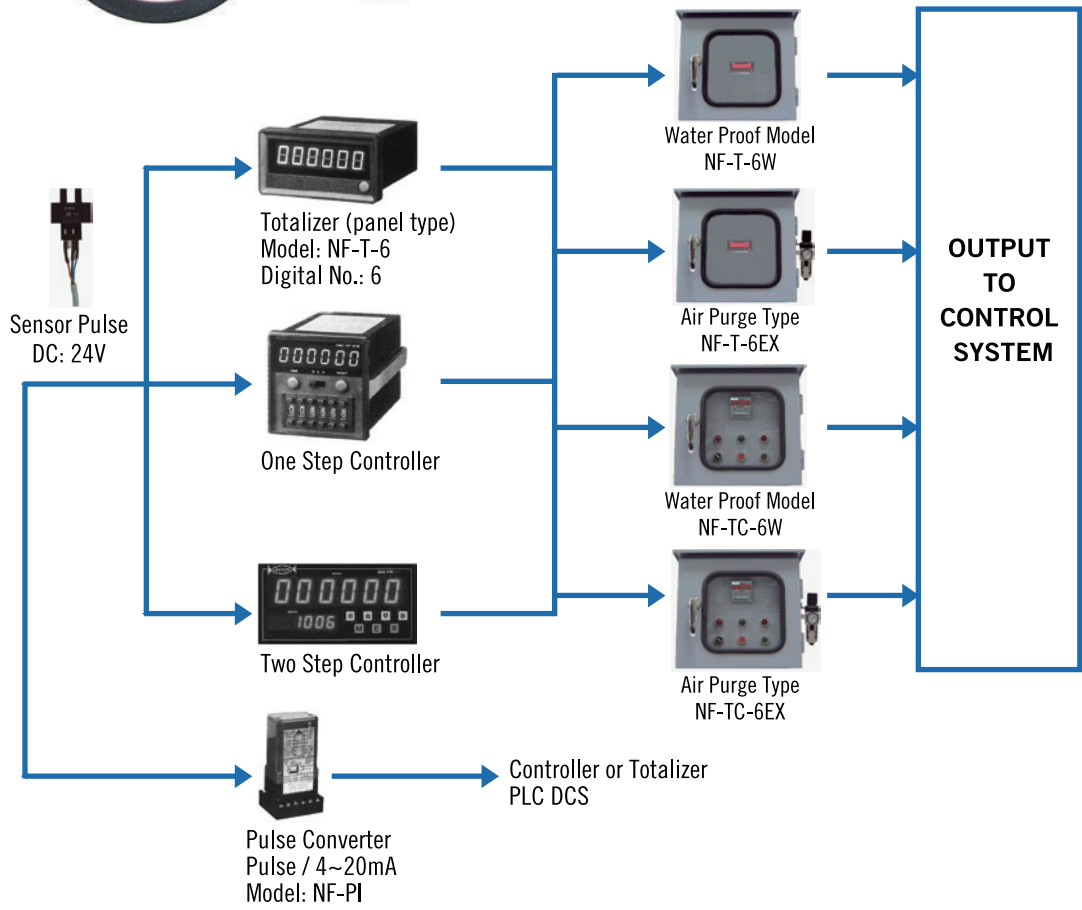 Water Proof Model
NF-T-6W
000000
Totalizer (panel type)
Model: NF-T-6
Digital No.: 6
Sensor Pulse
DC: 24V
Air Purge Type
NF-T-6EX
OUTPUT
TO
CONTROL
SYSTEM
000000
One Step Controller
Water Proof Model
NF-TC-6W
000000
1006
M E R
Two Step Controller
Air Purge Type
NF-TC-6EX
Controller or Totalizer
PLC DCS
Pulse Converter
Pulse / 4~20mA
Model: NF-PI